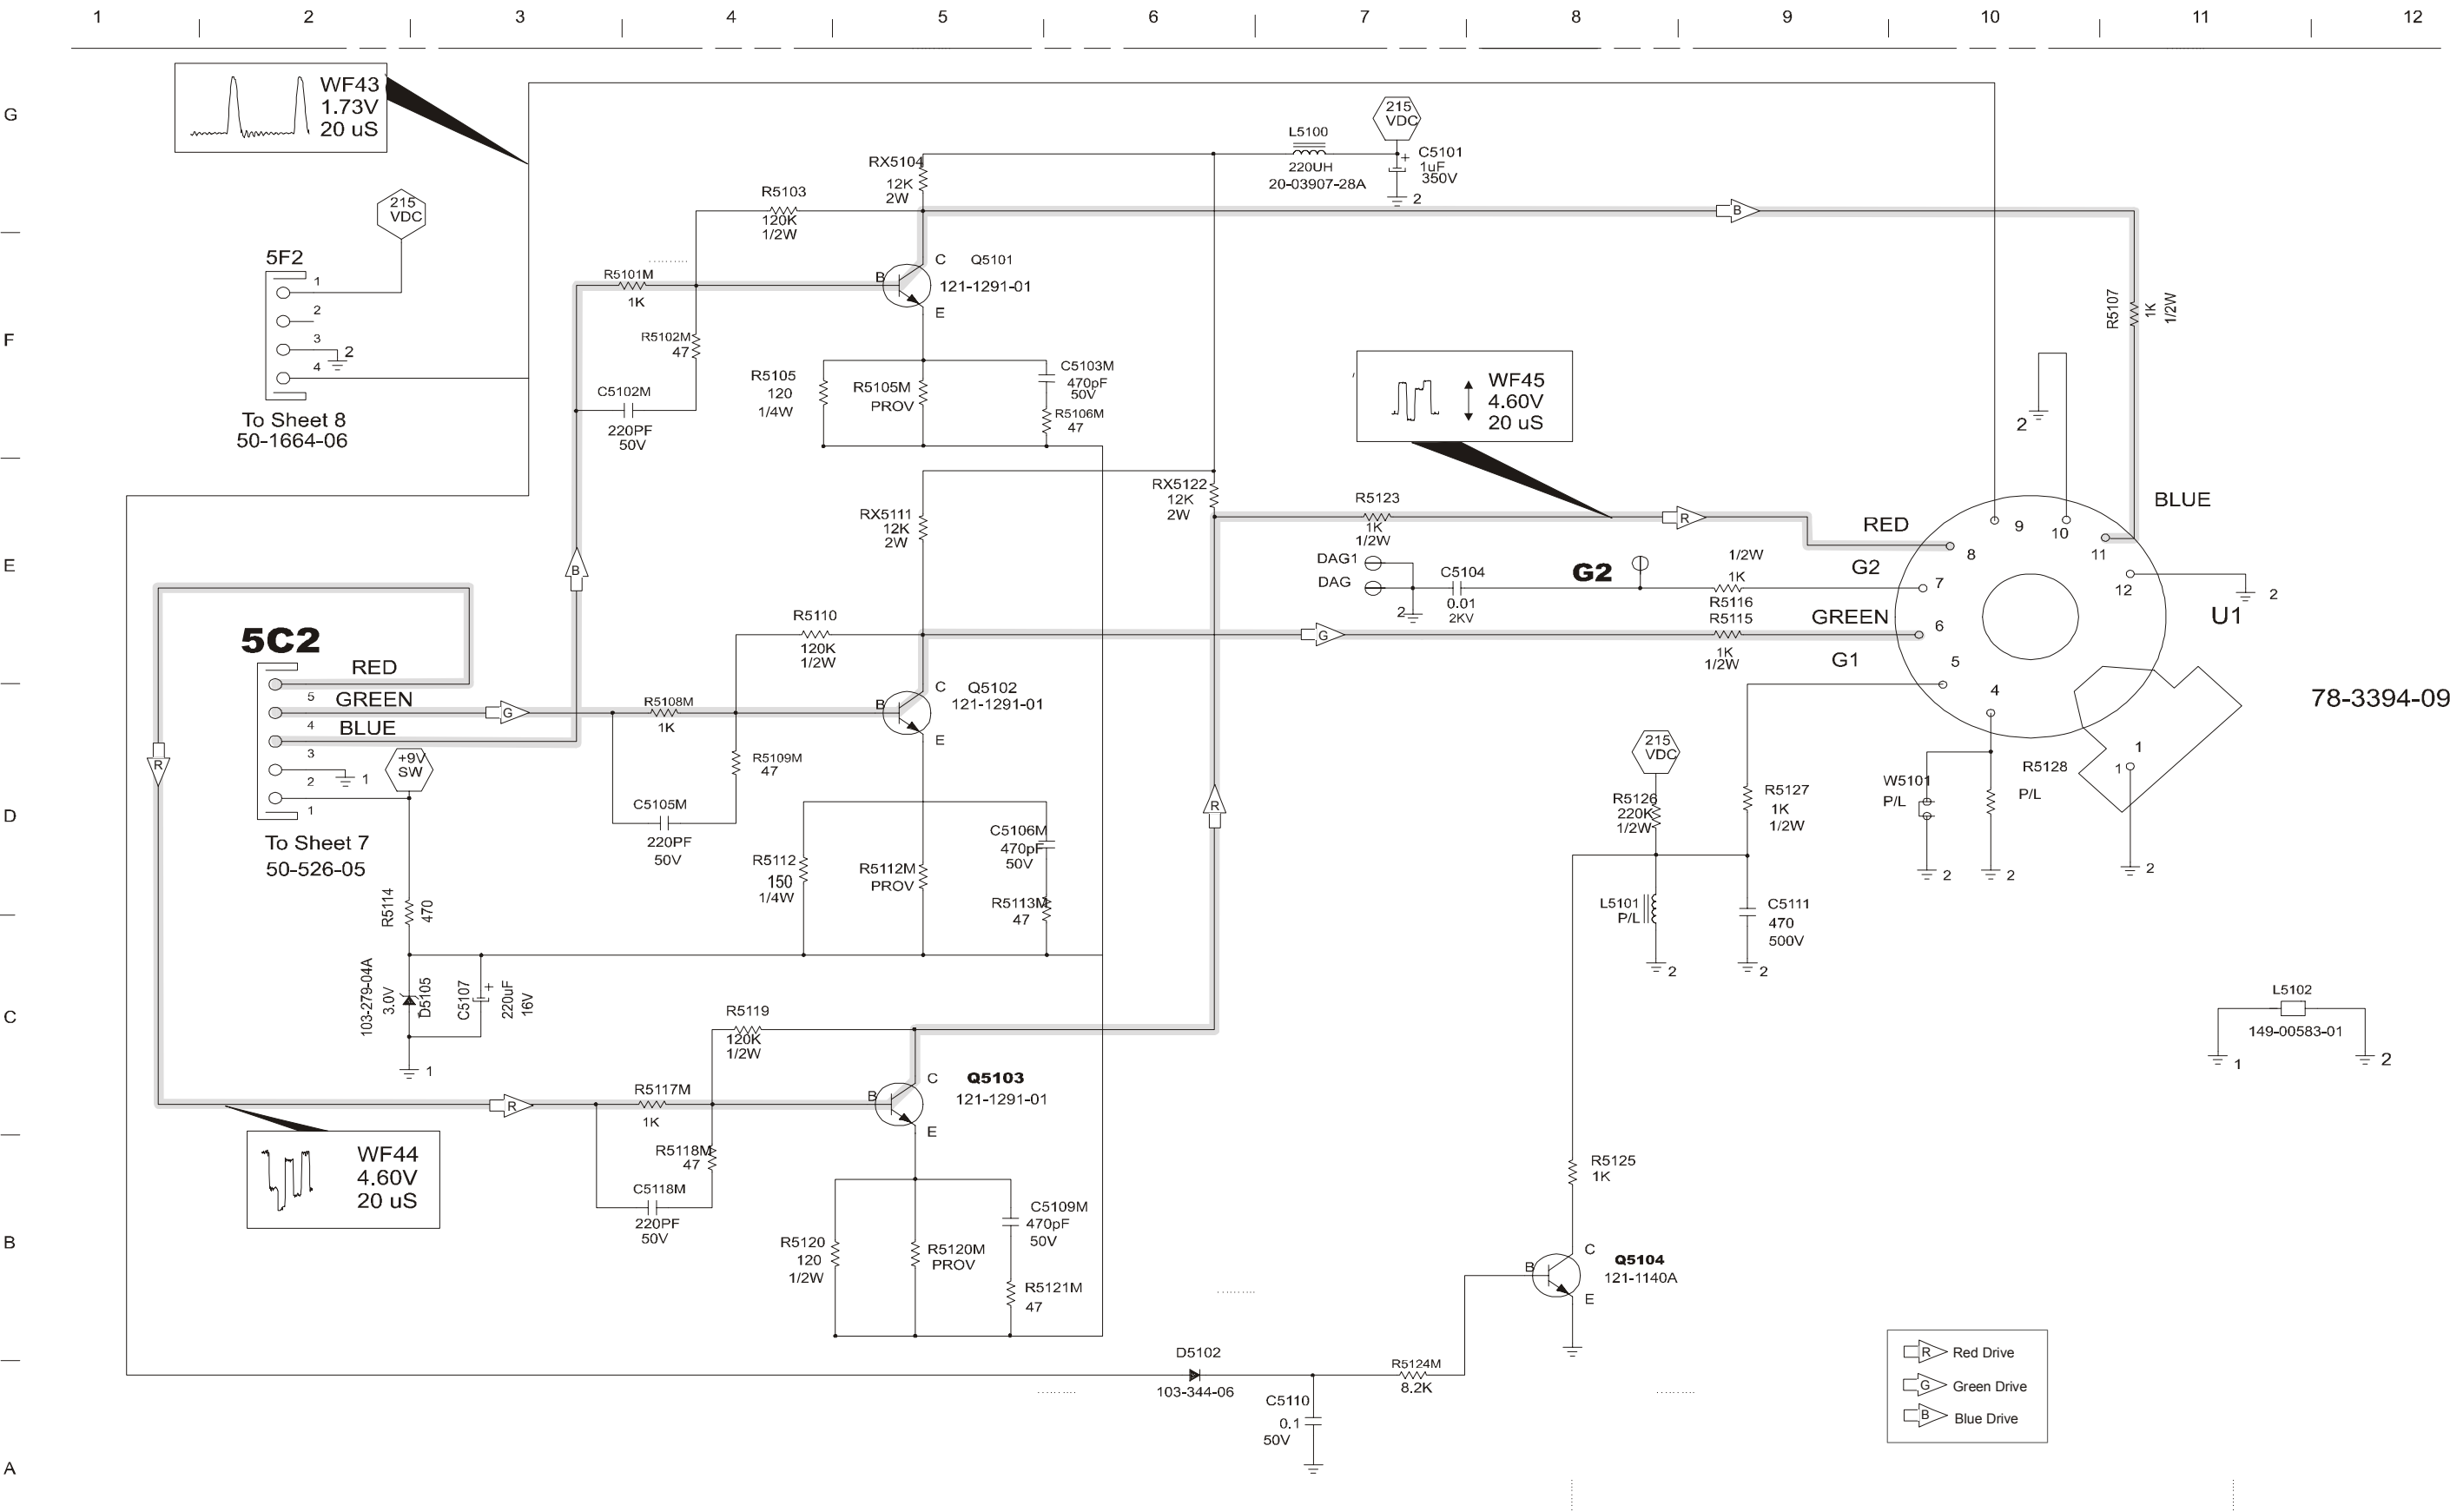 1 2 3 4 5 6 7 8 9 10 11 12
G
WF43
1.73V
20 uS
215
VDC
L5100
220UH
20-03907-28A
C5101
1uF
350V
2
RX5104
12K
2W
R5103
120K
1/2W
B
215
VDC
5F2
1
2
3
2
4
To Sheet 8
50-1664-06
F
R5101M
1K
B
C
E
Q5101
121-1291-01
R5102M
47
C5102M
220PF
50V
R5105
120
1/4W
R5105M
PROV
C5103M
470pF
50V
R5106M
47
WF45
4.60V
20 uS
R5107
1K
1/2W
2
E
B
RX5111
12K
2W
RX5122
12K
2W
R5123
1K
1/2W
R
RED
BLUE
8
9
10
11
12
2
U1
DAG1
DAG
2
C5104
0.01
2KV
G2
1/2W
1K
R5116
G2
7
R5115
1K
1/2W
GREEN
6
G1
5
4
1
1
78-3394-09
R5110
120K
1/2W
G
5C2
RED
5
GREEN
4
BLUE
3
2
1
1
To Sheet 7
50-526-05
+9V
SW
R
G
R5108M
1K
B
C
E
Q5102
121-1291-01
R5109M
47
C5105M
220PF
50V
D
R5112
150
1/4W
R5112M
PROV
C5106M
470pF
50V
R5113M
47
R
215
VDC
R5126
220K
1/2W
R5127
1K
1/2W
L5101
P/L
2
C5111
470
500V
2
W5101
P/L
2
R5128
P/L
2
2
R5114
470
C
103-279-04A
3.0V
D5105
C5107
+
220uF
16V
1
R5119
120K
1/2W
R
R5117M
1K
B
C
E
Q5103
121-1291-01
R5118M
47
C5118M
220PF
50V
WF44
4.60V
20 uS
L5102
149-00583-01
1
2
B
R5120
120
1/2W
R5120M
PROV
C5109M
470pF
50V
R5121M
47
R5125
1K
B
C
E
Q5104
121-1140A
D5102
103-344-06
R5124M
8.2K
C5110
0.1
50V
R Red Drive
G Green Drive
B Blue Drive
A